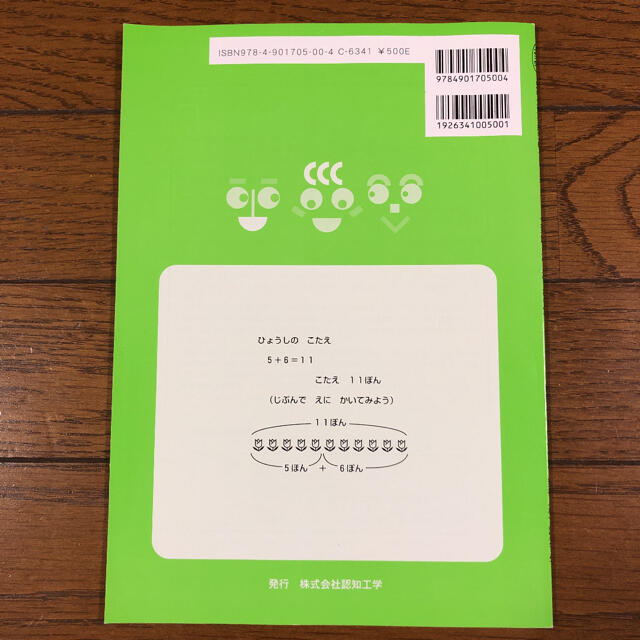 ISBN978-4-901705-00-4 C-6341 ￥500E
9784901705004
1926341005001
ひょうしの こたえ
5+6=11
こたえ 11ぽん
(じぶんで えに かいてみよう)
11ぽん
5ほん + 6ぽん
発行 株式会社認知工学